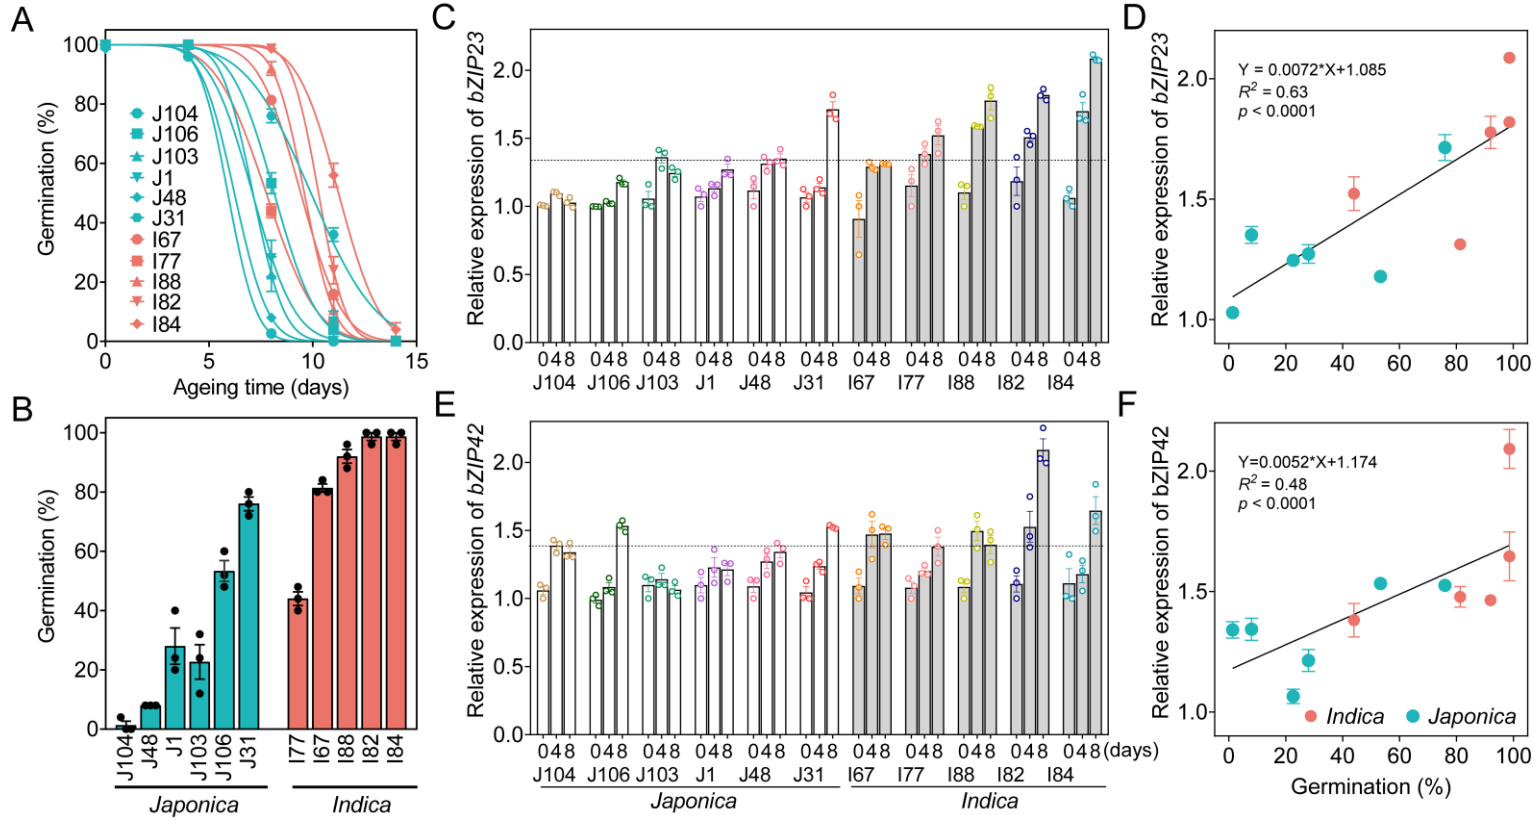 A
Germination (%)
100
80
60
40
20
0
J104
J106
J103
J1
J48
J31
I67
I77
I88
I82
I84
0 5 10 15
Ageing time (days)
B
Germination (%)
100
80
60
40
20
0
J104 J48 J1 J103 J106 J31 I77 I67 I88 I82 I84
Japonica Indica
C
Relative expression of bZIP23
2.0
1.5
1.0
0.5
0.0
048 048 048 048 048 048 048 048 048 048 048
J104 J106 J103 J1 J48 J31 I67 I77 I88 I82 I84
D
Relative expression of bZIP23
Y = 0.0072*X+1.085
R² = 0.63
p < 0.0001
2.0
1.5
1.0
0 20 40 60 80 100
E
Relative expression of bZIP42
2.0
1.5
1.0
0.5
0.0
048 048 048 048 048 048 048 048 048 048 048 (days)
J104 J106 J103 J1 J48 J31 I67 I77 I88 I82 I84
Japonica Indica
F
Relative expression of bZIP42
Y=0.0052*X+1.174
R² = 0.48
p < 0.0001
2.0
1.5
1.0
Indica Japonica
0 20 40 60 80 100
Germination (%)